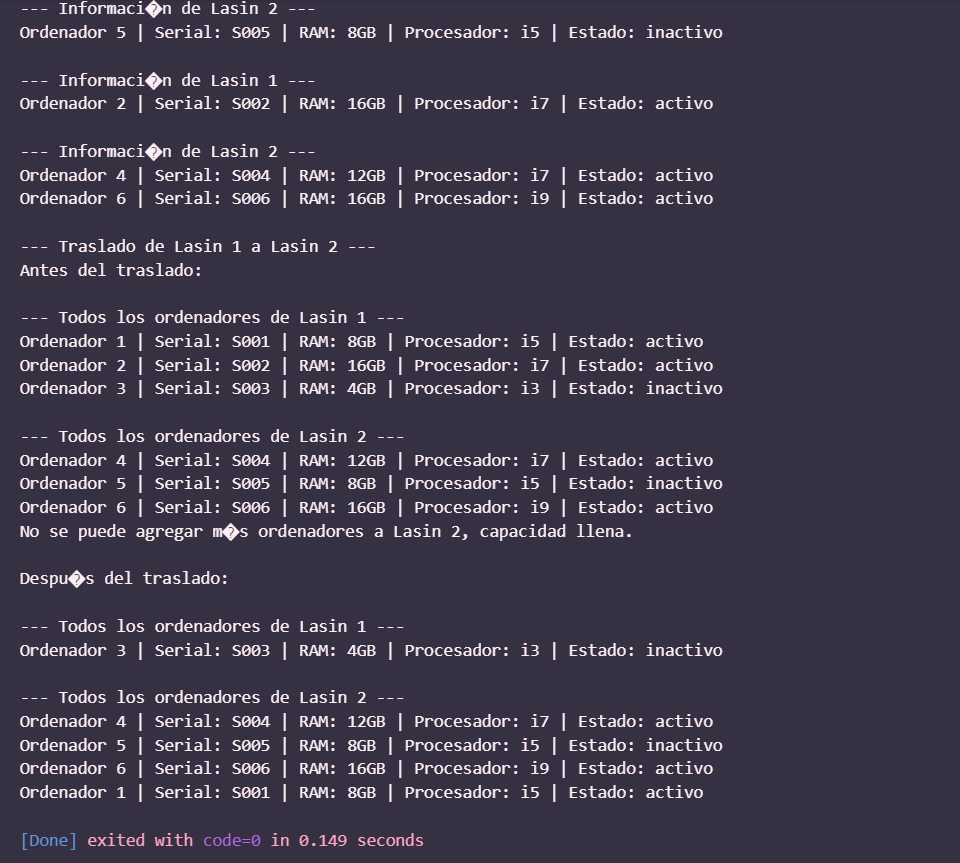 --- Informaci�n de Lasin 2 ---
Ordenador 5 | Serial: S005 | RAM: 8GB | Procesador: i5 | Estado: inactivo
--- Informaci�n de Lasin 1 ---
Ordenador 2 | Serial: S002 | RAM: 16GB | Procesador: i7 | Estado: activo
--- Informaci�n de Lasin 2 ---
Ordenador 4 | Serial: S004 | RAM: 12GB | Procesador: i7 | Estado: activo
Ordenador 6 | Serial: S006 | RAM: 16GB | Procesador: i9 | Estado: activo
--- Traslado de Lasin 1 a Lasin 2 ---
Antes del traslado:
--- Todos los ordenadores de Lasin 1 ---
Ordenador 1 | Serial: S001 | RAM: 8GB | Procesador: i5 | Estado: activo
Ordenador 2 | Serial: S002 | RAM: 16GB | Procesador: i7 | Estado: activo
Ordenador 3 | Serial: S003 | RAM: 4GB | Procesador: i3 | Estado: inactivo
--- Todos los ordenadores de Lasin 2 ---
Ordenador 4 | Serial: S004 | RAM: 12GB | Procesador: i7 | Estado: activo
Ordenador 5 | Serial: S005 | RAM: 8GB | Procesador: i5 | Estado: inactivo
Ordenador 6 | Serial: S006 | RAM: 16GB | Procesador: i9 | Estado: activo
No se puede agregar m�s ordenadores a Lasin 2, capacidad llena.
Despu�s del traslado:
--- Todos los ordenadores de Lasin 1 ---
Ordenador 3 | Serial: S003 | RAM: 4GB | Procesador: i3 | Estado: inactivo
--- Todos los ordenadores de Lasin 2 ---
Ordenador 4 | Serial: S004 | RAM: 12GB | Procesador: i7 | Estado: activo
Ordenador 5 | Serial: S005 | RAM: 8GB | Procesador: i5 | Estado: inactivo
Ordenador 6 | Serial: S006 | RAM: 16GB | Procesador: i9 | Estado: activo
Ordenador 1 | Serial: S001 | RAM: 8GB | Procesador: i5 | Estado: activo
[Done] exited with code=0 in 0.149 seconds